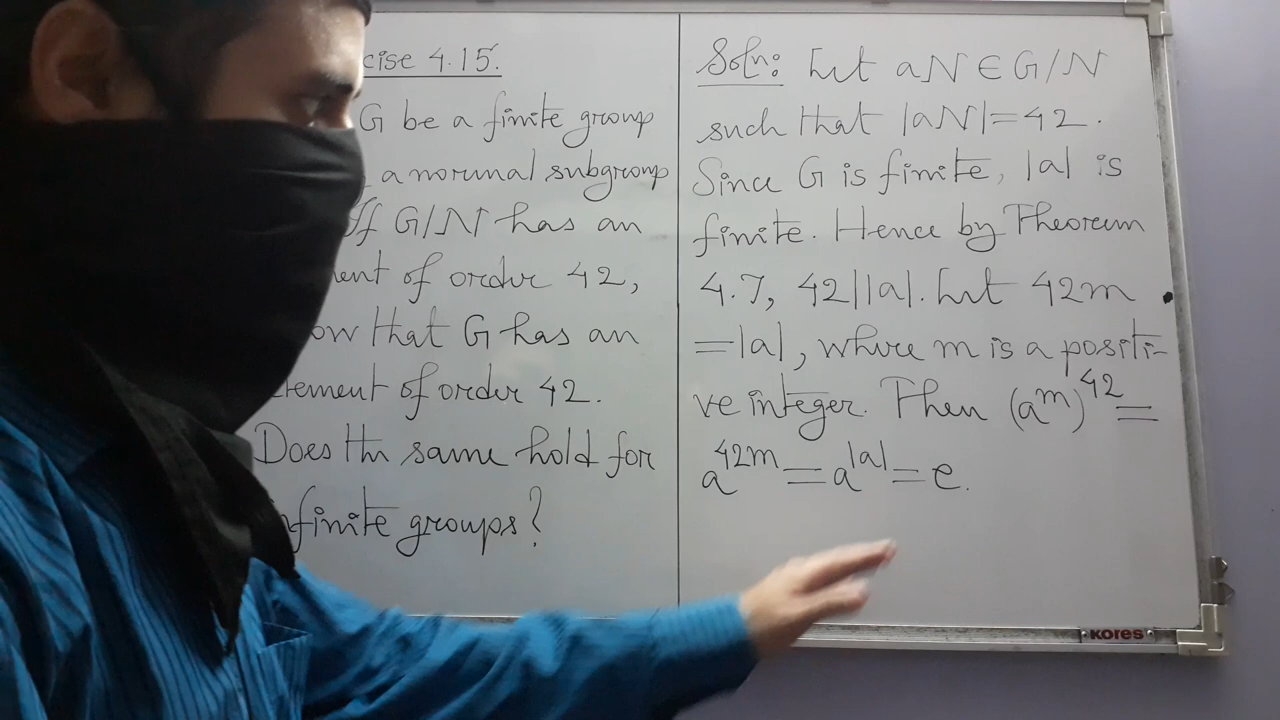 cise 4.15.
G be a finite group
a normal subgroup
If G/N has an
ent of order 42,
ow that G has an
lement of order 42.
Does the same hold for
nfinite groups?
Soln: Let aN ∈ G/N
such that |aN|=42.
Since G is finite, |a| is
finite. Hence by Theorem
4.7, 42||a|. Let 42m
=|a|, where m is a positi-
ve integer. Then (a^m)^42=
a^42m=a^|a|=e.
KORES